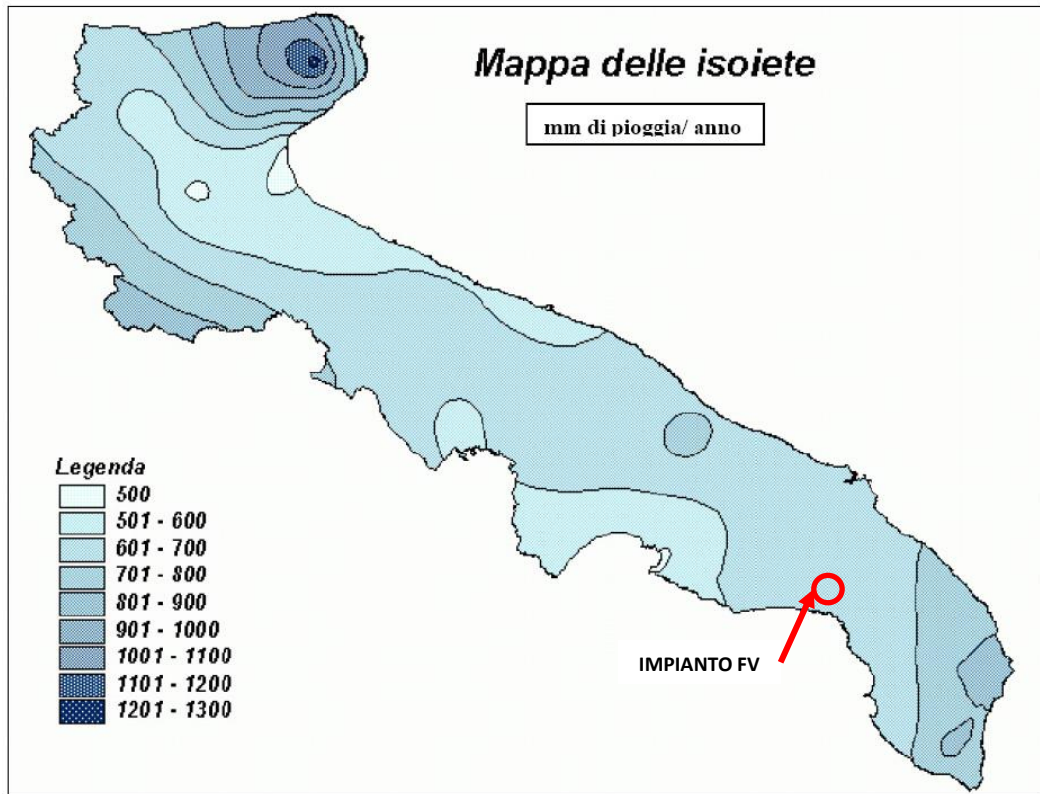 Mappa delle isoiete
mm di pioggia/ anno
Legenda
500
501 - 600
601 - 700
701 - 800
801 - 900
901 - 1000
1001 - 1100
1101 - 1200
1201 - 1300
IMPIANTO FV